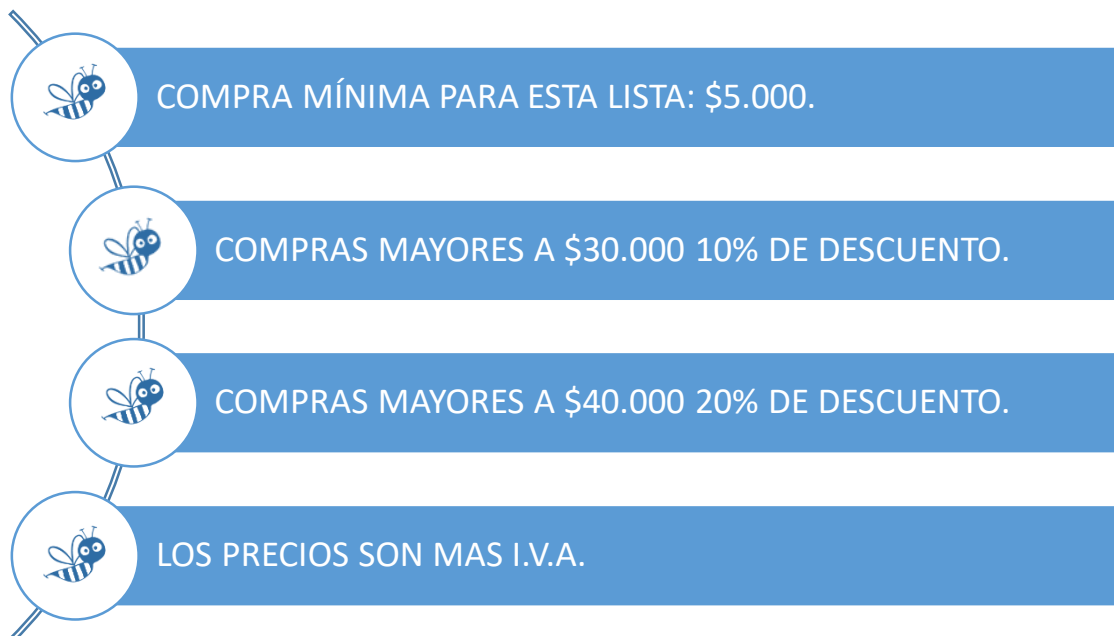 COMPRA MÍNIMA PARA ESTA LISTA: $5.000.
COMPRAS MAYORES A $30.000 10% DE DESCUENTO.
COMPRAS MAYORES A $40.000 20% DE DESCUENTO.
LOS PRECIOS SON MAS I.V.A.